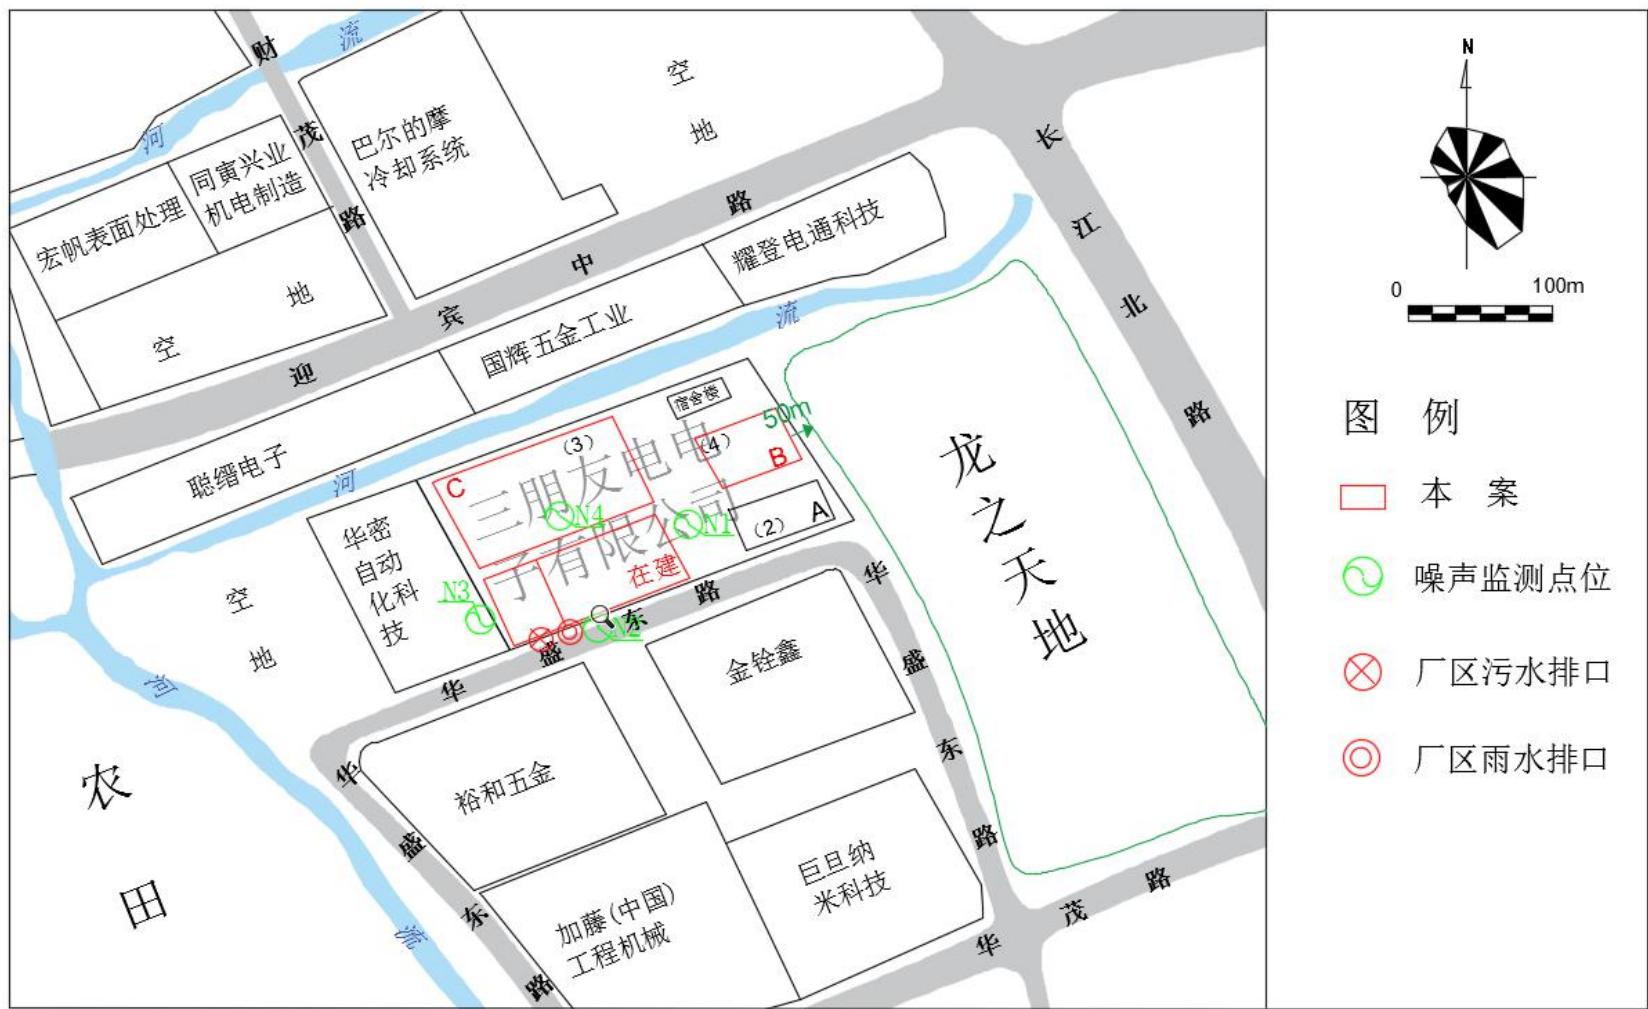 财茂路
河流
巴尔的摩
冷却系统
空地
同寅兴业
机电制造
宏帆表面处理
空地
迎宾中路
长江北路
耀登电通科技
国辉五金工业
聪缙电子
河流
宿舍楼
50m
(3)
(4)
B
C
A
(2)
三朋友电电
子有限公司
N4
N1
在建
N3
N2
华密
自动
化科
技
空地
华盛东路
龙之天地
金铨鑫
华盛东路
裕和五金
华盛东路
加藤(中国)
工程机械
巨旦纳
米科技
华茂路
河流
农田
N
0 100m
图 例
本 案
噪声监测点位
厂区污水排口
厂区雨水排口